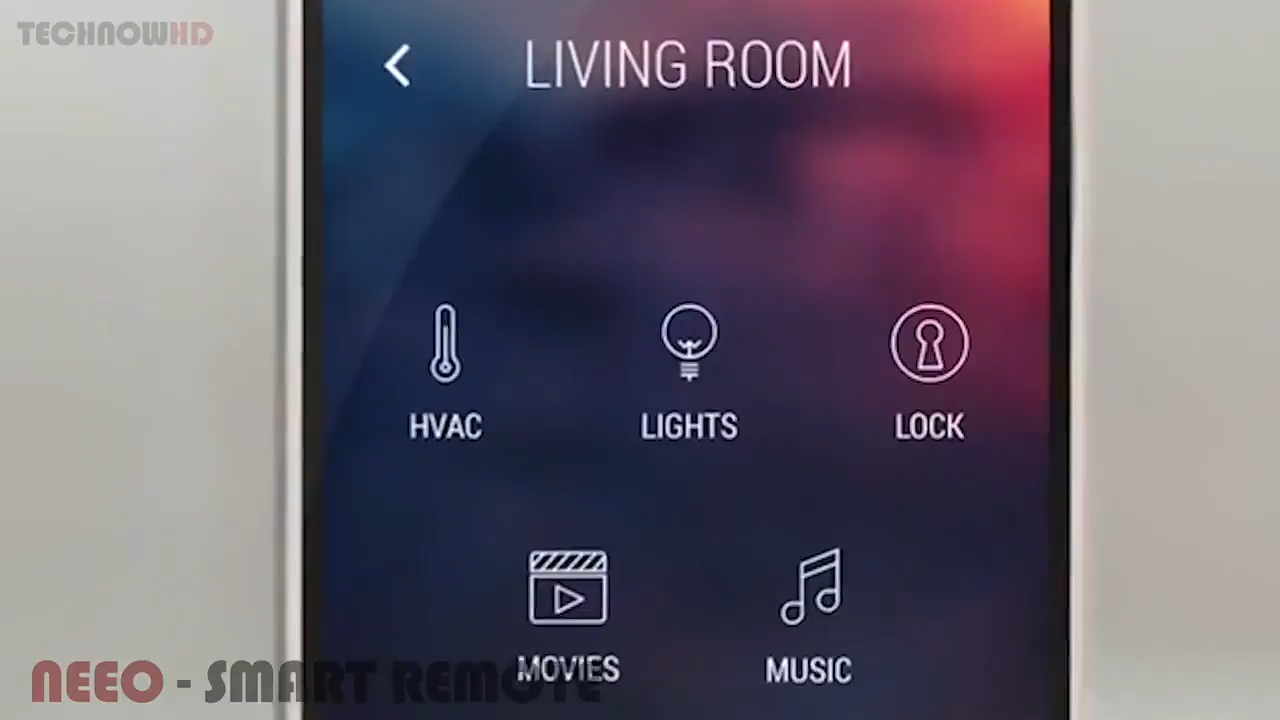 TECHNOWHD
LIVING ROOM
HVAC
LIGHTS
LOCK
MOVIES
MUSIC
NEEO - SMART REMOTE